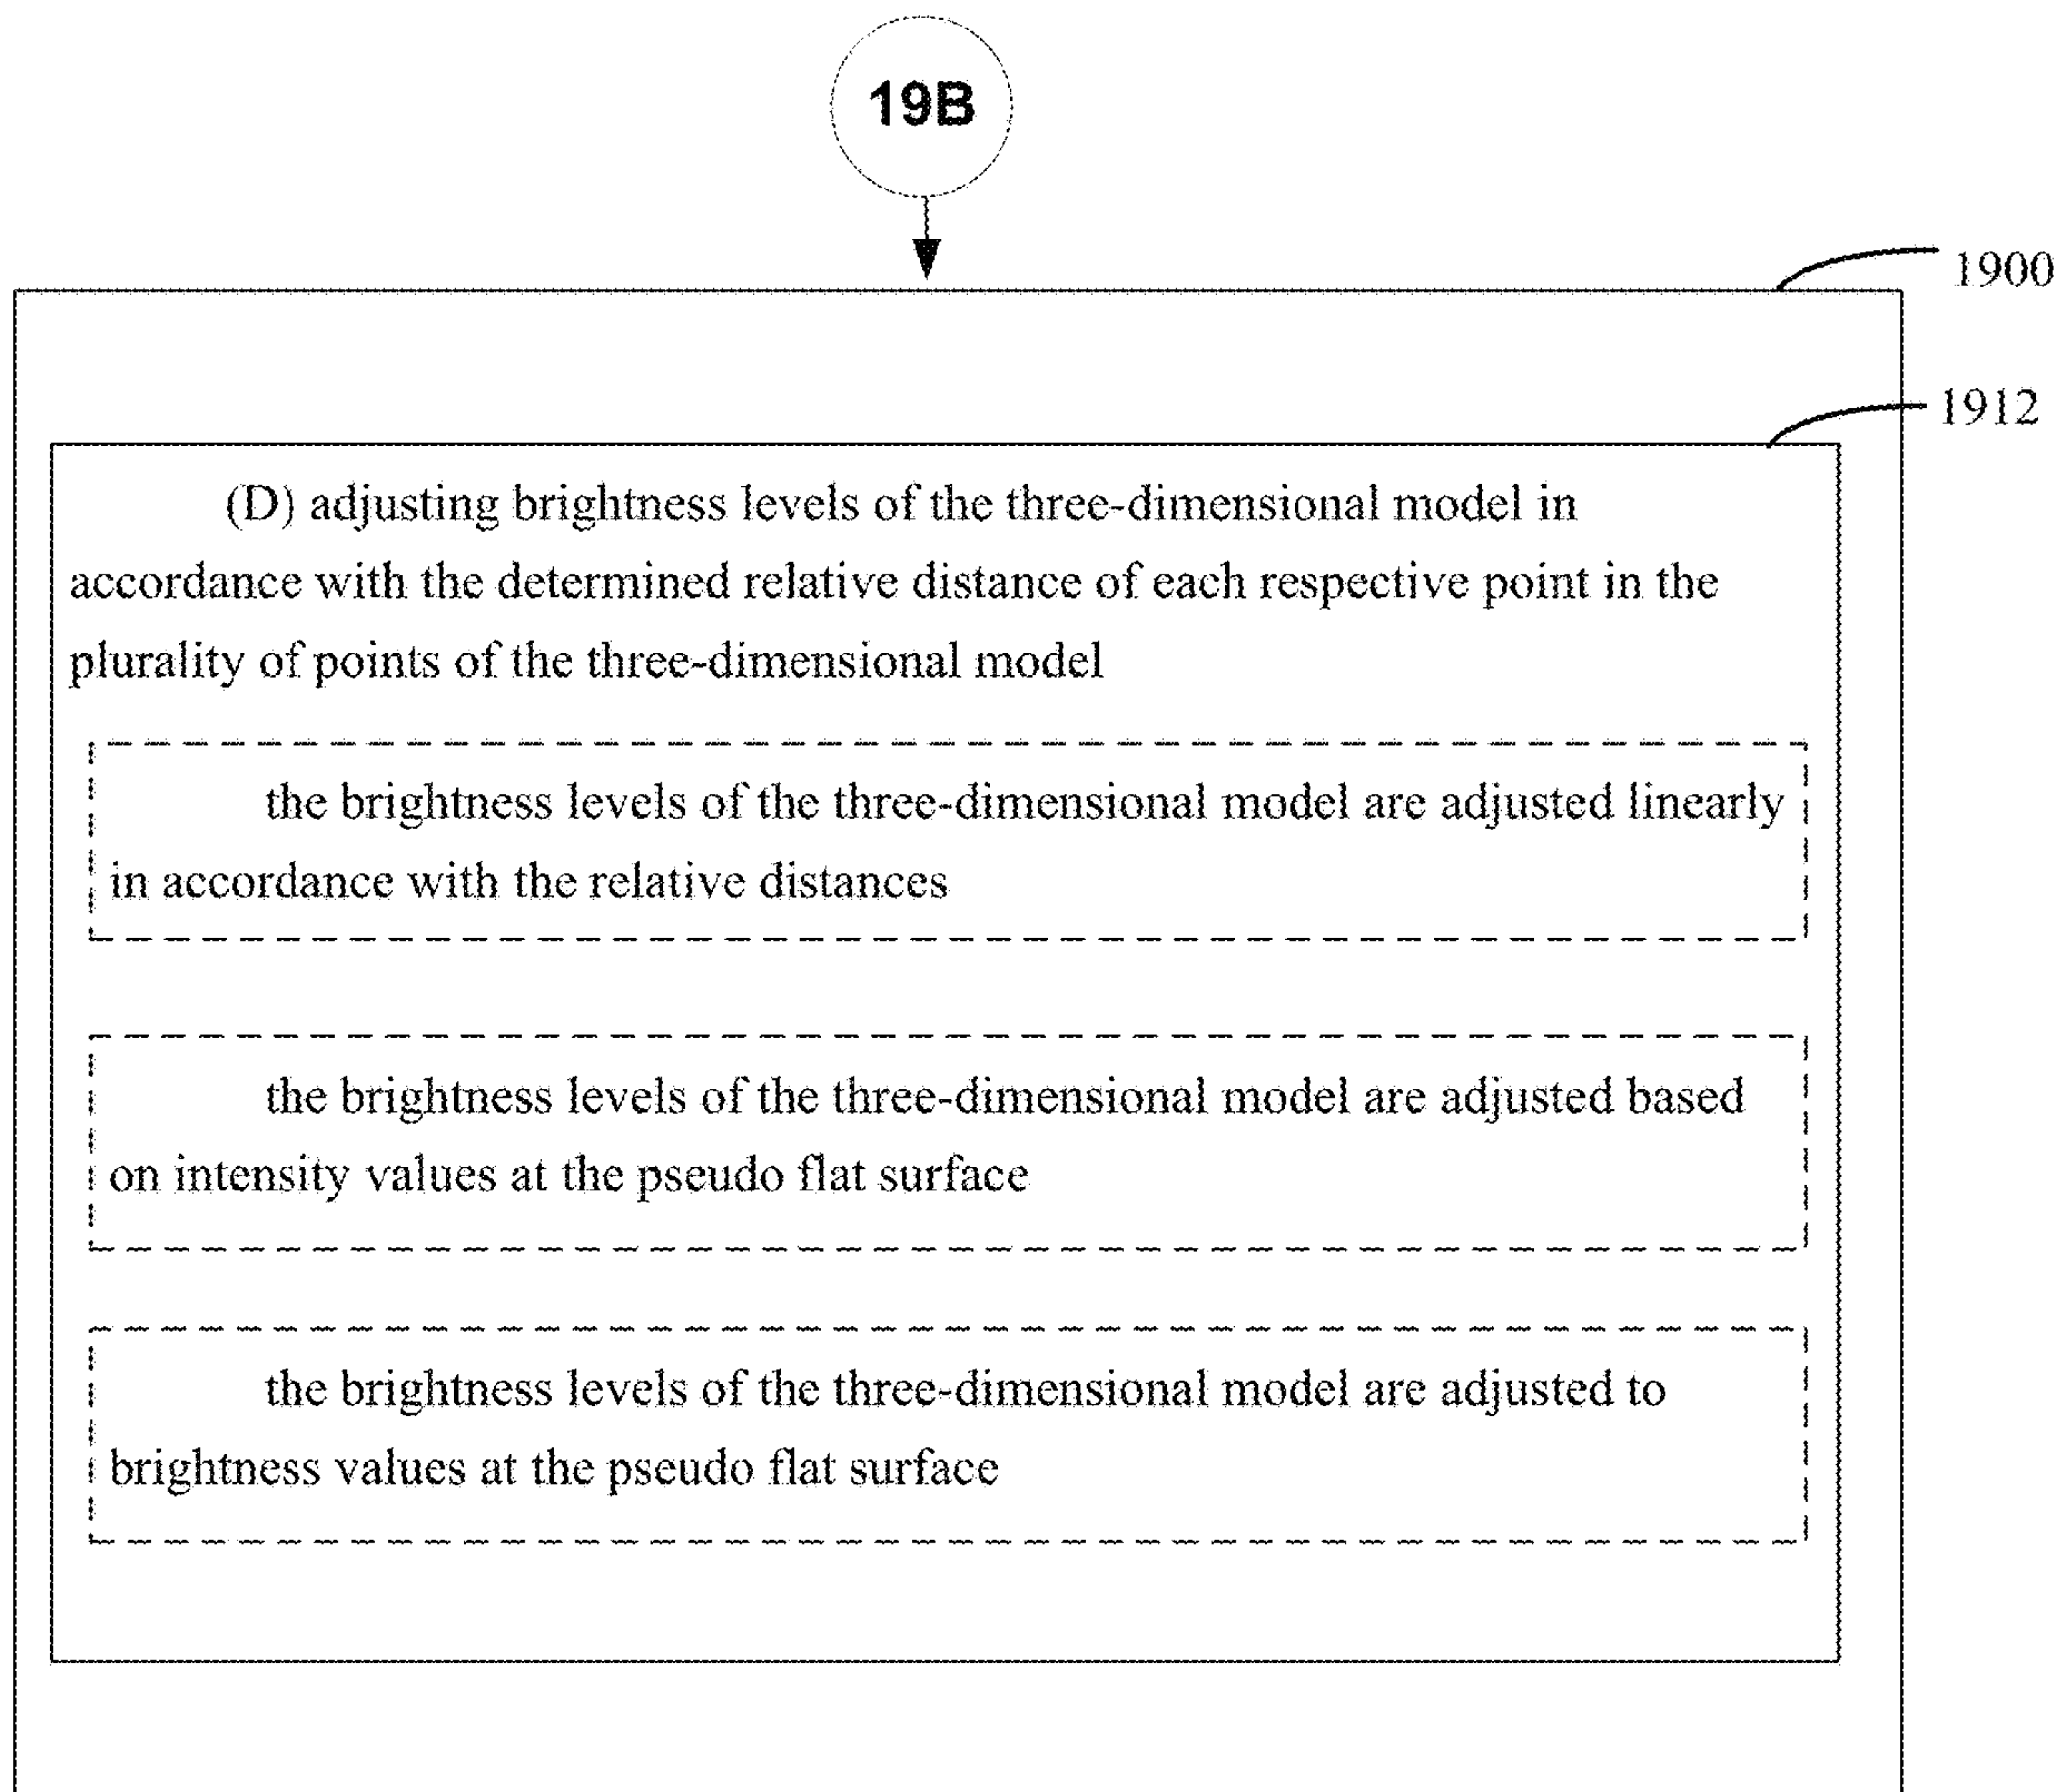 19B
1900
1912
(D) adjusting brightness levels of the three-dimensional model in
accordance with the determined relative distance of each respective point in the
plurality of points of the three-dimensional model
the brightness levels of the three-dimensional model are adjusted linearly
in accordance with the relative distances
the brightness levels of the three-dimensional model are adjusted based
on intensity values at the pseudo flat surface
the brightness levels of the three-dimensional model are adjusted to
brightness values at the pseudo flat surface